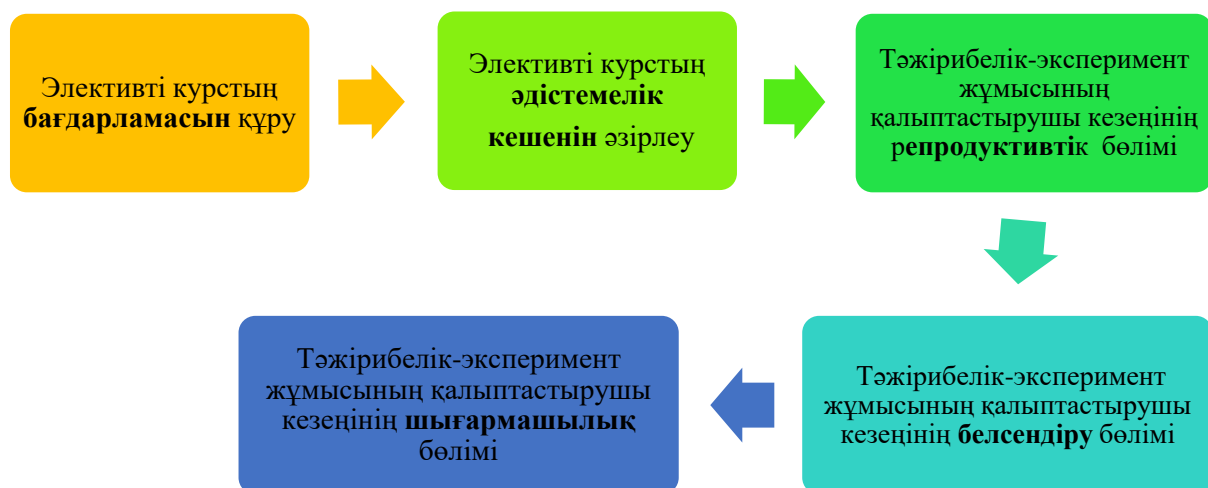 Элективті курстың
бағдарламасын құру
Элективті курстың
әдістемелік
кешенін әзірлеу
Тәжірибелік-эксперимент
жұмысының
қалыптастырушы кезеңінің
репродуктивтік бөлімі
Тәжірибелік-эксперимент
жұмысының қалыптастырушы
кезеңінің белсендіру бөлімі
Тәжірибелік-эксперимент
жұмысының қалыптастырушы
кезеңінің шығармашылық
бөлімі